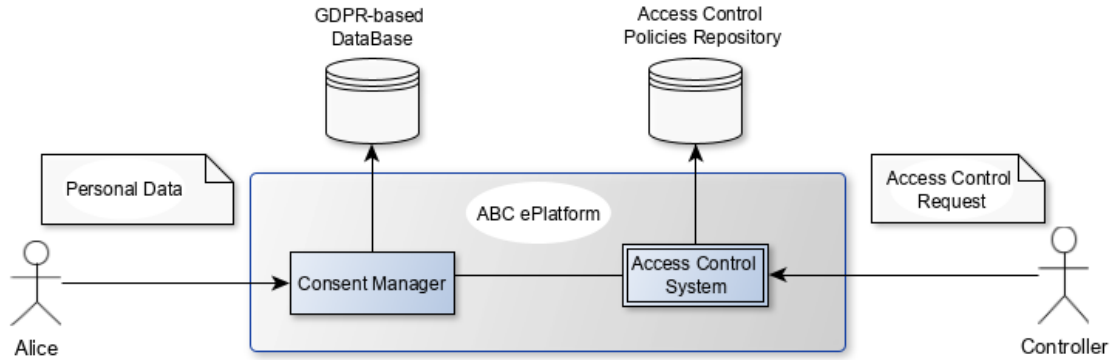 GDPR-based
DataBase
Access Control
Policies Repository
Personal Data
ABC ePlatform
Access Control
Request
Consent Manager
Access Control
System
Alice
Controller